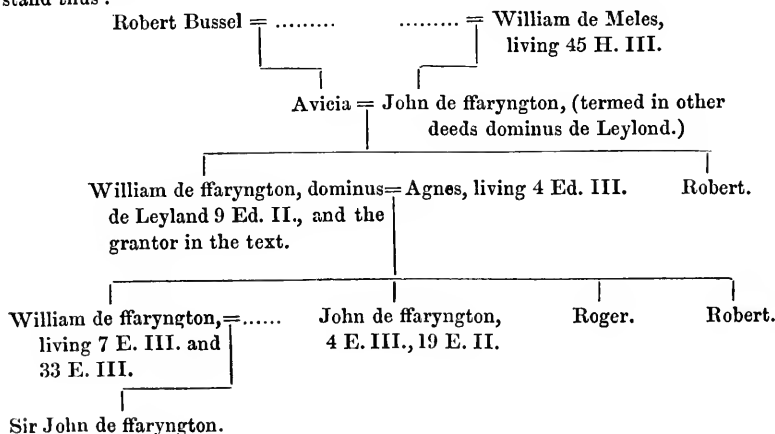 stand thus:
Robert Bussel = ......... ......... = William de Meles,
living 45 H. III.
Avicia = John de ffaryngton, (termed in other
deeds dominus de Leylond.)
William de ffaryngton, dominus= Agnes, living 4 Ed. III. Robert.
de Leyland 9 Ed. II., and the
grantor in the text.
William de ffaryngton,=...... John de ffaryngton, Roger. Robert.
living 7 E. III. and 4 E. III., 19 E. II.
33 E. III.
Sir John de ffaryngton.